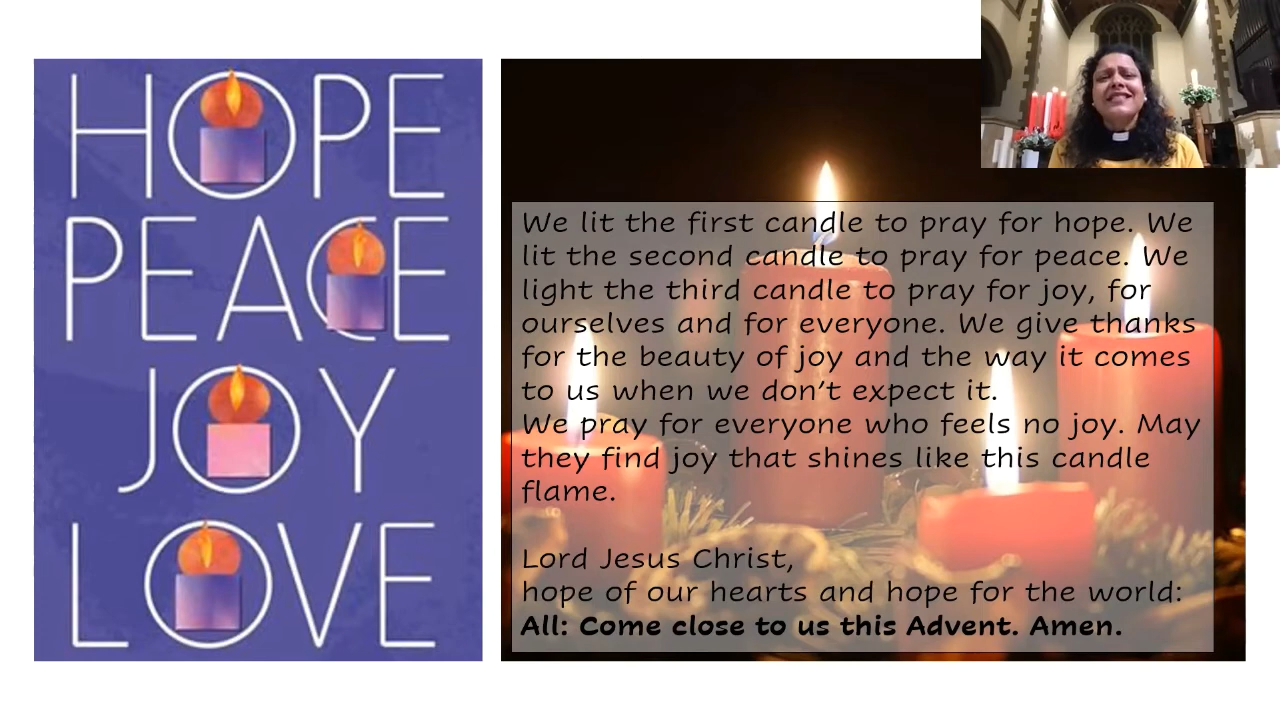 HOPE
PEACE
JOY
LOVE
We lit the first candle to pray for hope. We
lit the second candle to pray for peace. We
light the third candle to pray for joy, for
ourselves and for everyone. We give thanks
for the beauty of joy and the way it comes
to us when we don’t expect it.
We pray for everyone who feels no joy. May
they find joy that shines like this candle
flame.
Lord Jesus Christ,
hope of our hearts and hope for the world:
All: Come close to us this Advent. Amen.